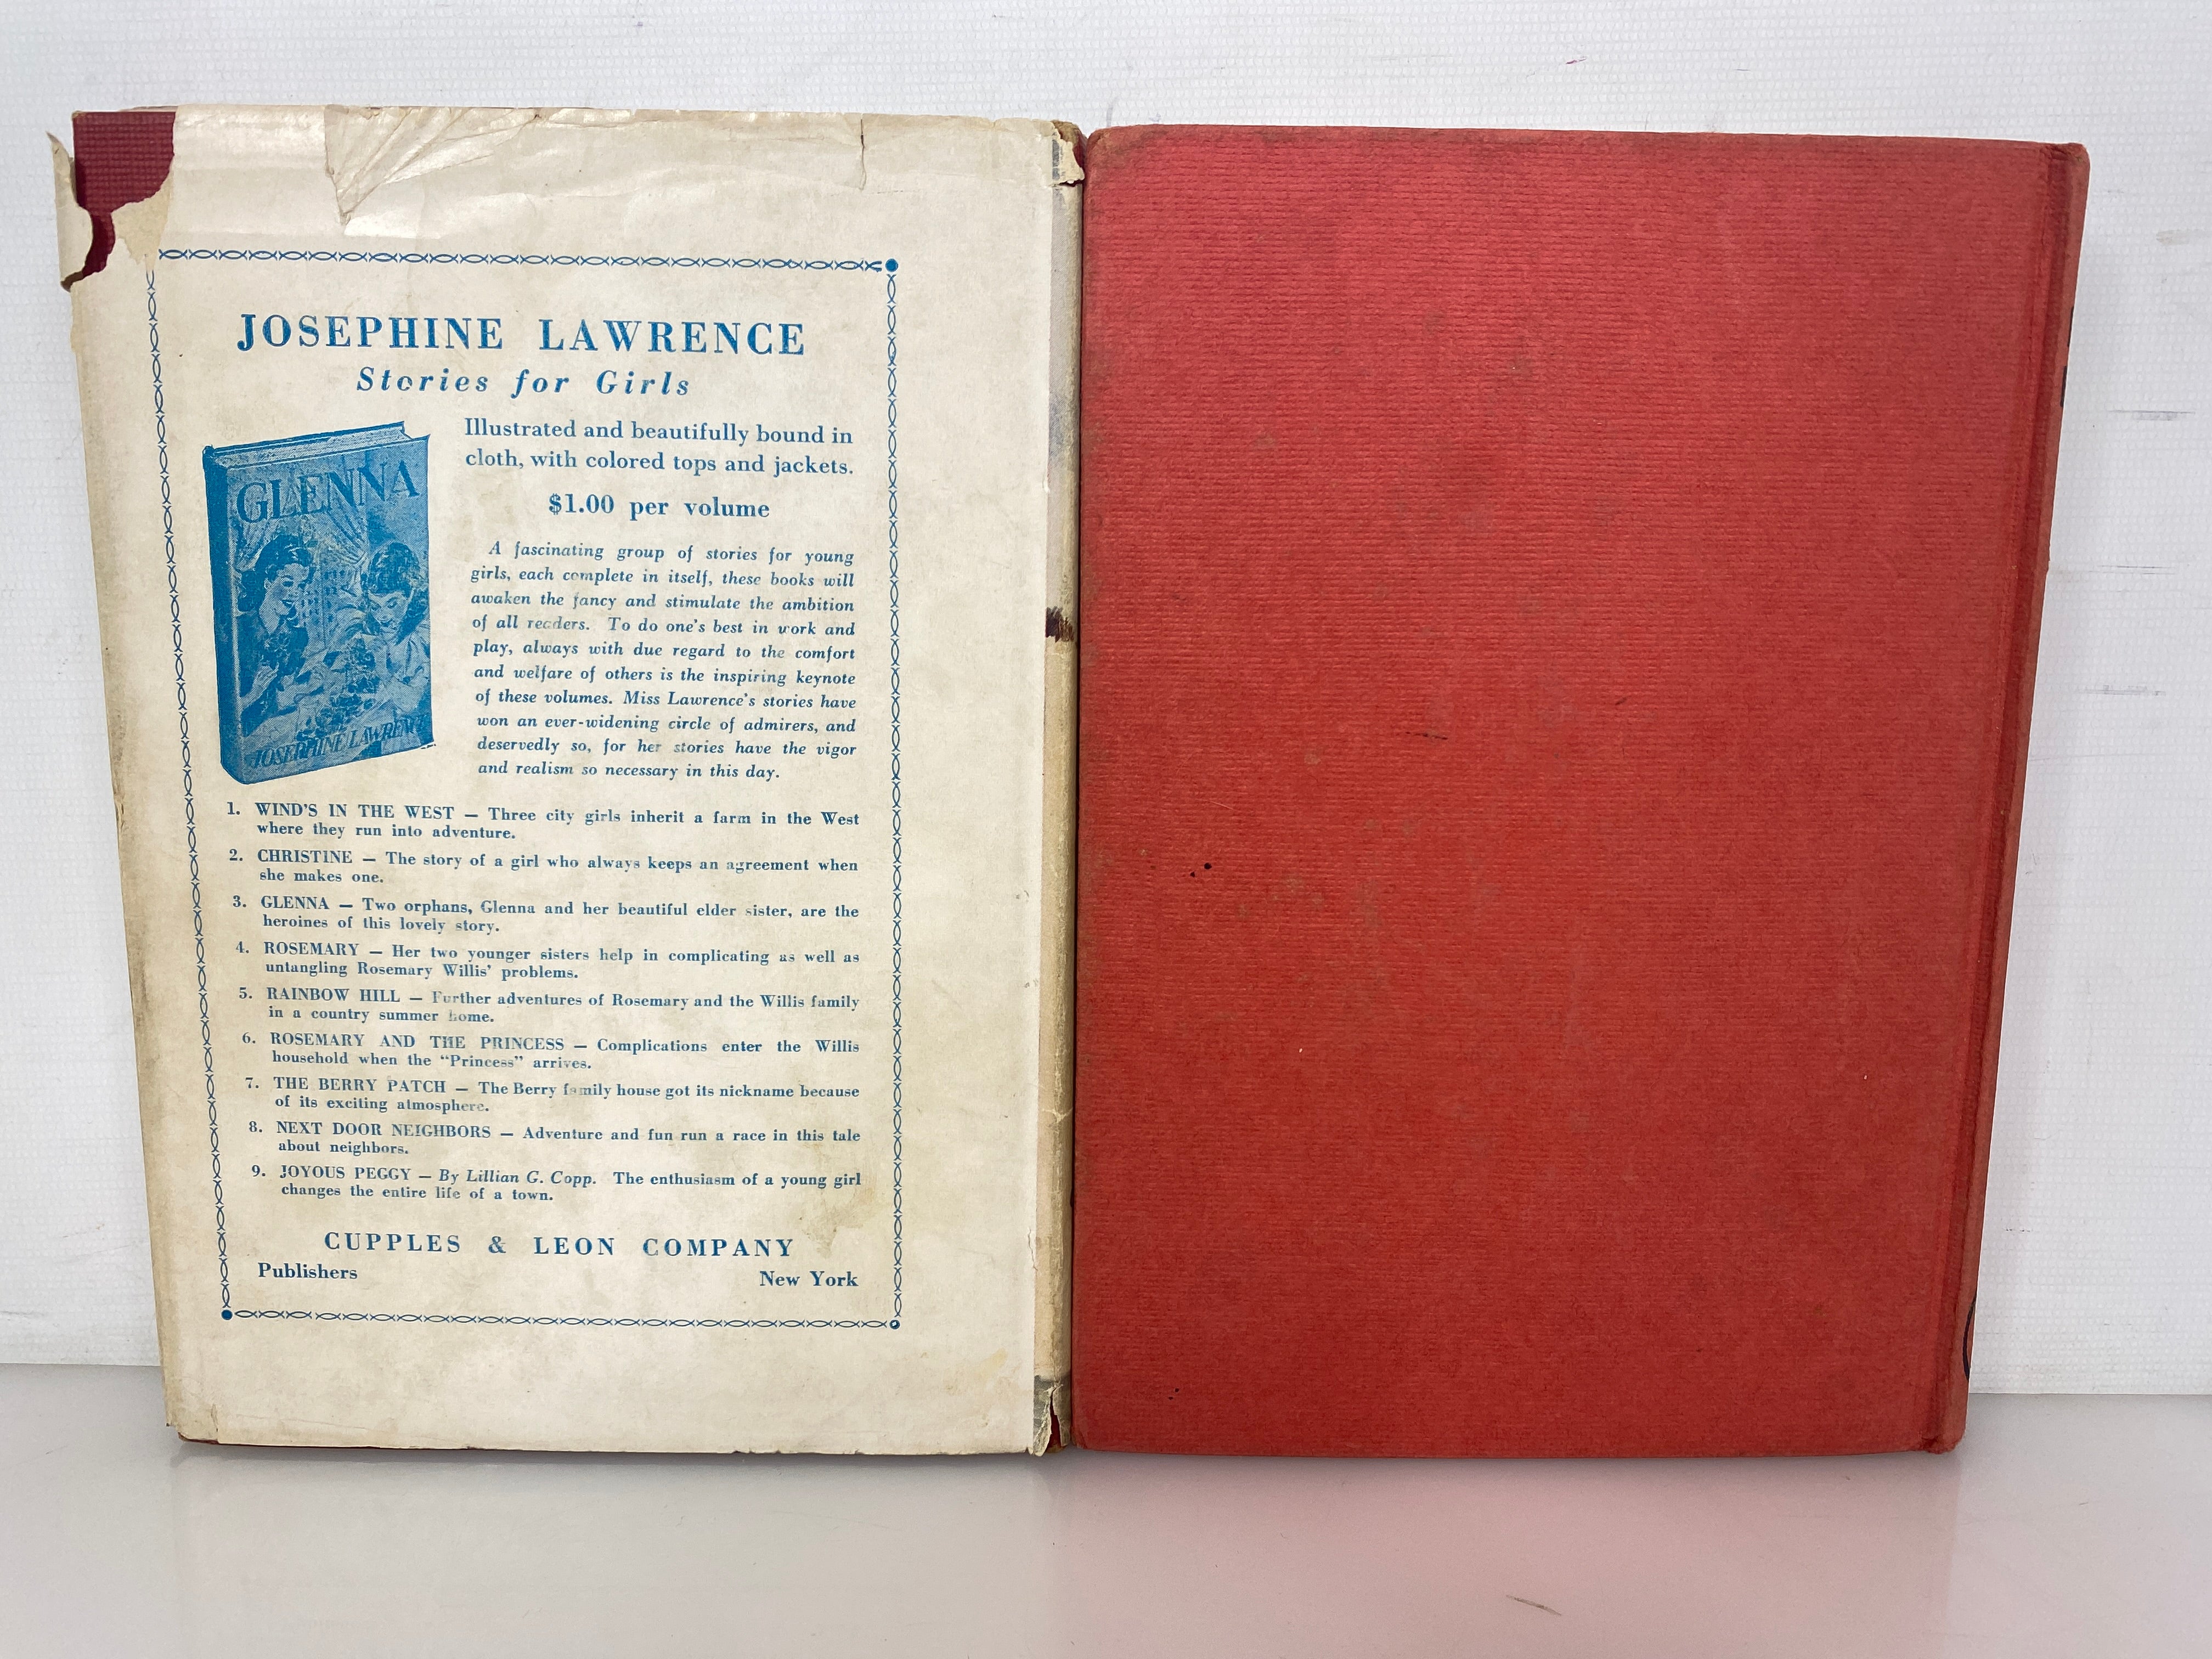 JOSEPHINE LAWRENCE
Stories for Girls
GLENNA
JOSEPHINE LAWRENCE
Illustrated and beautifully bound in
cloth, with colored tops and jackets.
$1.00 per volume
A fascinating group of stories for young
girls, each complete in itself, these books will
awaken the fancy and stimulate the ambition
of all readers. To do one's best in work and
play, always with due regard to the comfort
and welfare of others is the inspiring keynote
of these volumes. Miss Lawrence's stories have
won an ever-widening circle of admirers, and
deservedly so, for her stories have the vigor
and realism so necessary in this day.
1. WIND'S IN THE WEST — Three city girls inherit a farm in the West
where they run into adventure.
2. CHRISTINE — The story of a girl who always keeps an agreement when
she makes one.
3. GLENNA — Two orphans, Glenna and her beautiful elder sister, are the
heroines of this lovely story.
4. ROSEMARY — Her two younger sisters help in complicating as well as
untangling Rosemary Willis' problems.
5. RAINBOW HILL — Further adventures of Rosemary and the Willis family
in a country summer home.
6. ROSEMARY AND THE PRINCESS — Complications enter the Willis
household when the "Princess" arrives.
7. THE BERRY PATCH — The Berry family house got its nickname because
of its exciting atmosphere.
8. NEXT DOOR NEIGHBORS — Adventure and fun run a race in this tale
about neighbors.
9. JOYOUS PEGGY — By Lillian G. Copp. The enthusiasm of a young girl
changes the entire life of a town.
CUPPLES & LEON COMPANY
Publishers New York